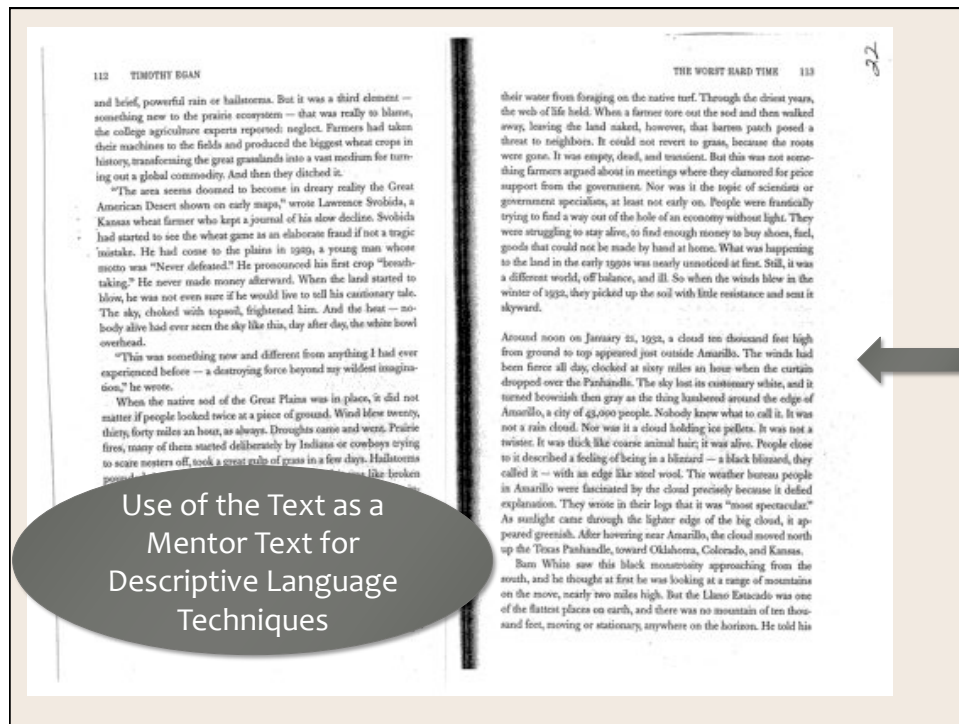 112 TIMOTHY EGAN
and brief, powerful rain or hailstorms. But it was a third element —
something new to the prairie ecosystem — that was really to blame,
the college agriculture experts reported: neglect. Farmers had taken
their machines to the fields and produced the biggest wheat crops in
history, transforming the great grasslands into a vast medium for turn-
ing out a global commodity. And then they ditched it.
"The area seems doomed to become in dreary reality the Great
American Desert shown on early maps," wrote Lawrence Svobida, a
Kansas wheat farmer who kept a journal of his slow decline. Svobida
had started to see the wheat game as an elaborate fraud if not a tragic
mistake. He had come to the plains in 1929, a young man whose
motto was "Never defeated." He pronounced his first crop "breath-
taking." He never made money afterward. When the land started to
blow, he was not even sure if he would live to tell his cautionary tale.
The sky, choked with topsoil, frightened him. And the heat — no-
body alive had ever seen the sky like this, day after day, the white bowl
overhead.
"This was something new and different from anything I had ever
experienced before — a destroying force beyond my wildest imagina-
tion," he wrote.
When the native sod of the Great Plains was in place, it did not
matter if people looked twice at a piece of ground. Wind blew twenty,
thirty, forty miles an hour, as always. Droughts came and went. Prairie
fires, many of them started deliberately by Indians or cowboys trying
to scare nesters off, took a great gulp of grass in a few days. Hailstorms
like broken
Use of the Text as a
Mentor Text for
Descriptive Language
Techniques
THE WORST HARD TIME 113
22
their water from foraging on the native turf. Through the driest years,
the web of life held. When a farmer tore out the sod and then walked
away, leaving the land naked, however, that barren patch posed a
threat to neighbors. It could not revert to grass, because the roots
were gone. It was empty, dead, and transient. But this was not some-
thing farmers argued about in meetings where they clamored for price
support from the government. Nor was it the topic of scientists or
government specialists, at least not early on. People were frantically
trying to find a way out of the hole of an economy without light. They
were struggling to stay alive, to find enough money to buy shoes, fuel,
goods that could not be made by hand at home. What was happening
to the land in the early 1930s was nearly unnoticed at first. Still, it was
a different world, off balance, and ill. So when the winds blew in the
winter of 1932, they picked up the soil with little resistance and sent it
skyward.
Around noon on January 21, 1932, a cloud ten thousand feet high
from ground to top appeared just outside Amarillo. The winds had
been fierce all day, clocked at sixty miles an hour when the curtain
dropped over the Panhandle. The sky lost its customary white, and it
turned brownish then gray as the thing lumbered around the edge of
Amarillo, a city of 43,000 people. Nobody knew what to call it. It was
not a rain cloud. Nor was it a cloud holding ice pellets. It was not a
twister. It was thick like coarse animal hair; it was alive. People close
to it described a feeling of being in a blizzard — a black blizzard, they
called it — with an edge like steel wool. The weather bureau people
in Amarillo were fascinated by the cloud precisely because it defied
explanation. They wrote in their logs that it was "most spectacular."
As sunlight came through the lighter edge of the big cloud, it ap-
peared greenish. After hovering near Amarillo, the cloud moved north
up the Texas Panhandle, toward Oklahoma, Colorado, and Kansas.
Bam White saw this black monstrosity approaching from the
south, and he thought at first he was looking at a range of mountains
on the move, nearly two miles high. But the Llano Estacado was one
of the flattest places on earth, and there was no mountain of ten thou-
sand feet, moving or stationary, anywhere on the horizon. He told his